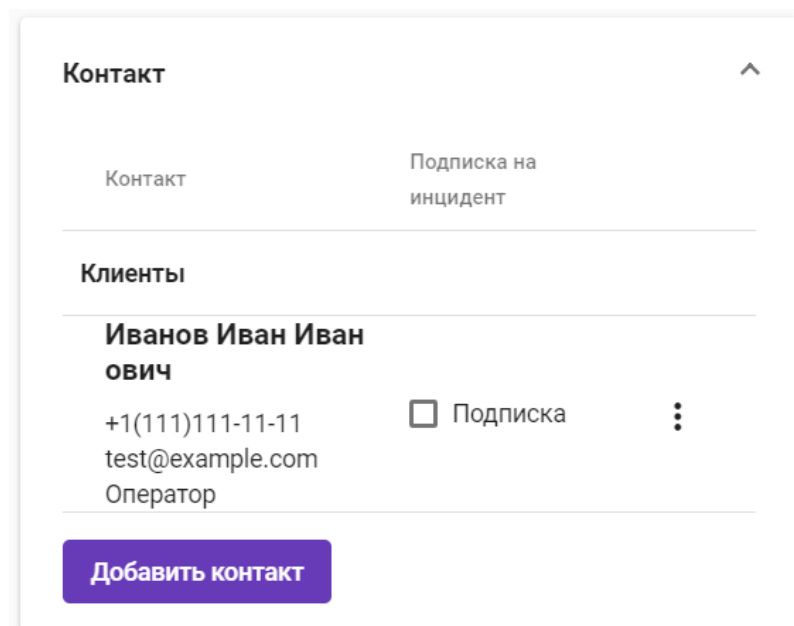 Контакт
Контакт
Подписка на
инцидент
Клиенты
Иванов Иван Иван
ович
+1(111)111-11-11
test@example.com
Оператор
Подписка
Добавить контакт